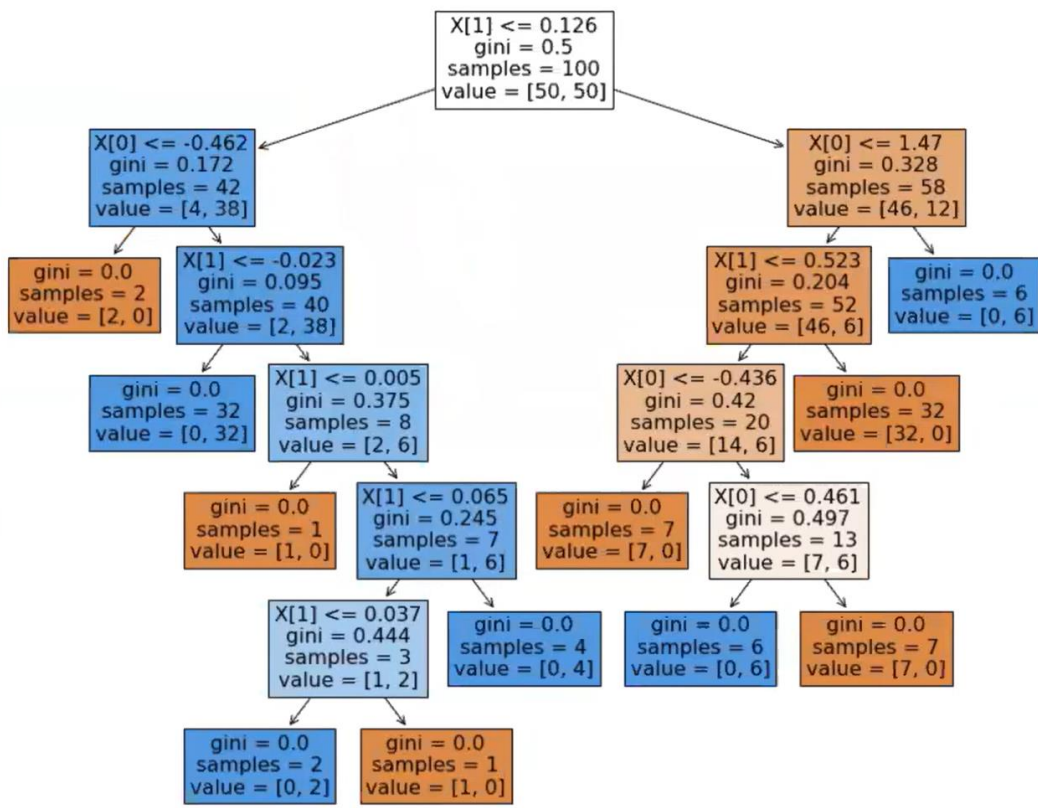 X[1] <= 0.126
gini = 0.5
samples = 100
value = [50, 50]
X[0] <= -0.462
gini = 0.172
samples = 42
value = [4, 38]
X[0] <= 1.47
gini = 0.328
samples = 58
value = [46, 12]
gini = 0.0
samples = 2
value = [2, 0]
X[1] <= -0.023
gini = 0.095
samples = 40
value = [2, 38]
X[1] <= 0.523
gini = 0.204
samples = 52
value = [46, 6]
gini = 0.0
samples = 6
value = [0, 6]
gini = 0.0
samples = 32
value = [0, 32]
X[1] <= 0.005
gini = 0.375
samples = 8
value = [2, 6]
X[0] <= -0.436
gini = 0.42
samples = 20
value = [14, 6]
gini = 0.0
samples = 32
value = [32, 0]
gini = 0.0
samples = 1
value = [1, 0]
X[1] <= 0.065
gini = 0.245
samples = 7
value = [1, 6]
gini = 0.0
samples = 7
value = [7, 0]
X[0] <= 0.461
gini = 0.497
samples = 13
value = [7, 6]
X[1] <= 0.037
gini = 0.444
samples = 3
value = [1, 2]
gini = 0.0
samples = 4
value = [0, 4]
gini = 0.0
samples = 6
value = [0, 6]
gini = 0.0
samples = 7
value = [7, 0]
gini = 0.0
samples = 2
value = [0, 2]
gini = 0.0
samples = 1
value = [1, 0]